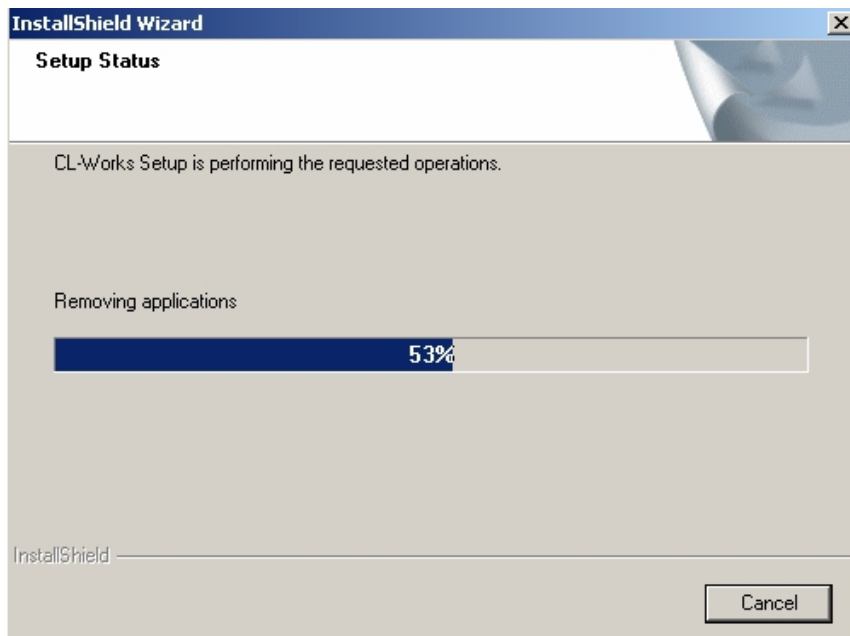 InstallShield Wizard
Setup Status
CL-Works Setup is performing the requested operations.
Removing applications
53%
InstallShield
Cancel